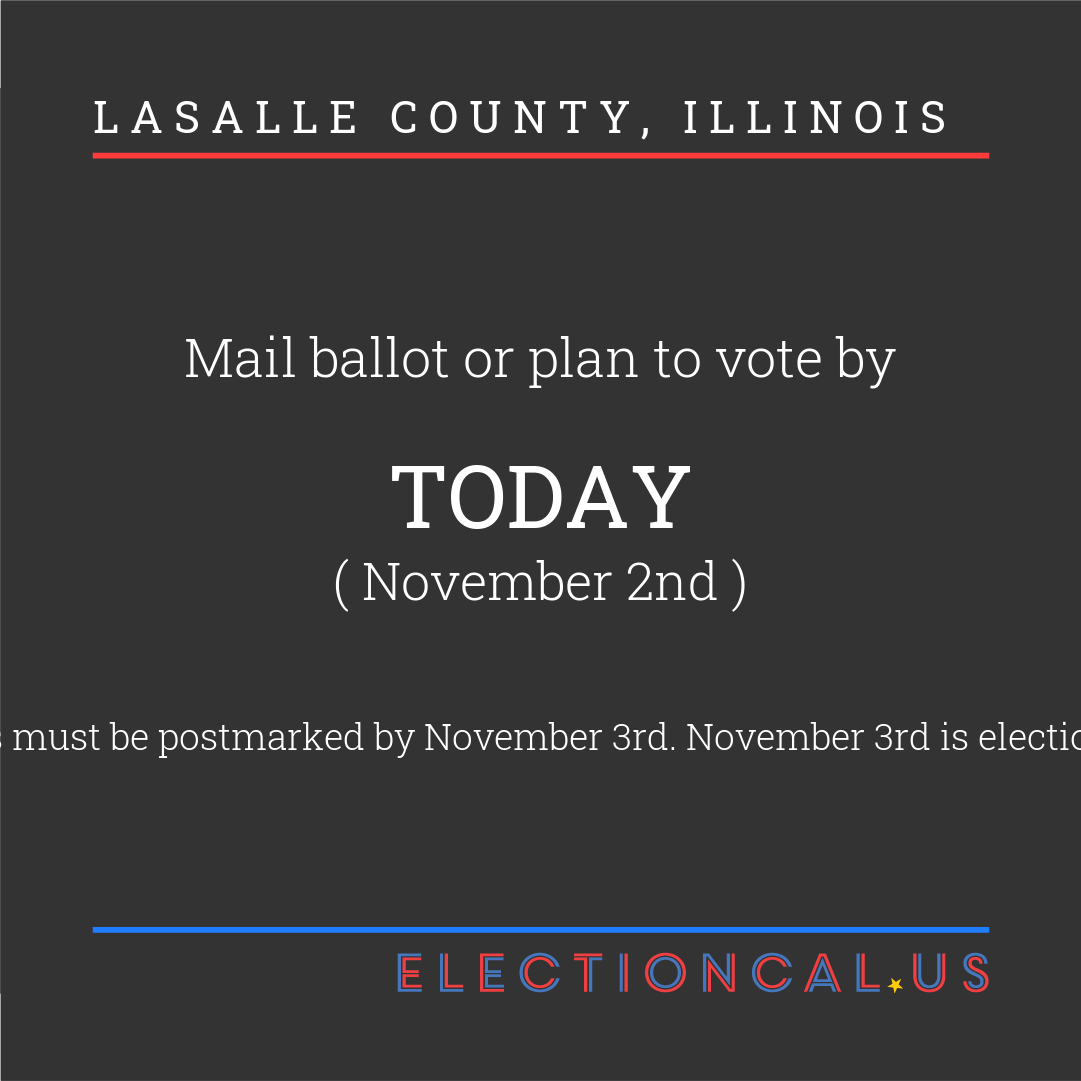 LASALLE COUNTY, ILLINOIS
Mail ballot or plan to vote by
TODAY
( November 2nd )
must be postmarked by November 3rd. November 3rd is
ELECTIONCAL.US